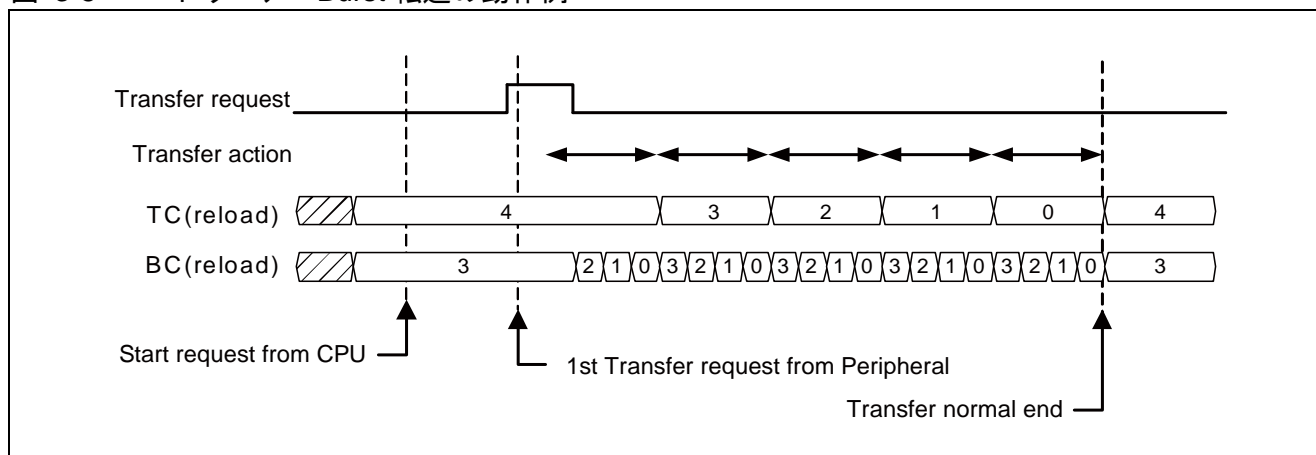 Transfer request
Transfer action
TC(reload) 4 3 2 1 0 4
BC(reload) 3 2 1 0 3 2 1 0 3 2 1 0 3 2 1 0 3 2 1 0 3
Start request from CPU
1st Transfer request from Peripheral
Transfer normal end